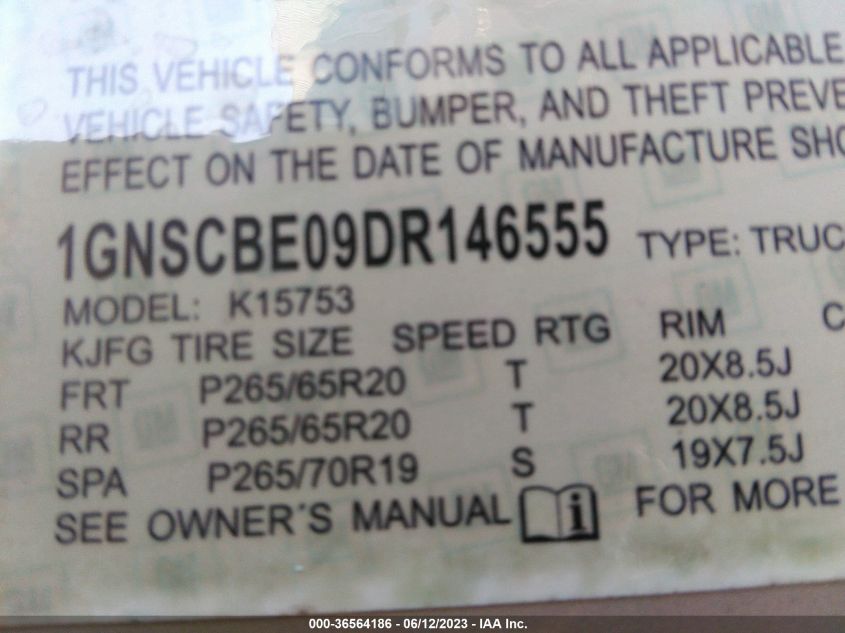 THIS VEHICLE CONFORMS TO ALL APPLICABLE
VEHICLE SAFETY, BUMPER, AND THEFT PREVE
EFFECT ON THE DATE OF MANUFACTURE SHO
1GNSCBE09DR146555 TYPE: TRUC
MODEL: K15753
KJFG TIRE SIZE SPEED RTG RIM C
FRT P265/65R20 T 20X8.5J
RR P265/65R20 T 20X8.5J
SPA P265/70R19 S 19X7.5J
SEE OWNER'S MANUAL i FOR MORE
000-36564186 - 06/12/2023 - IAA Inc.